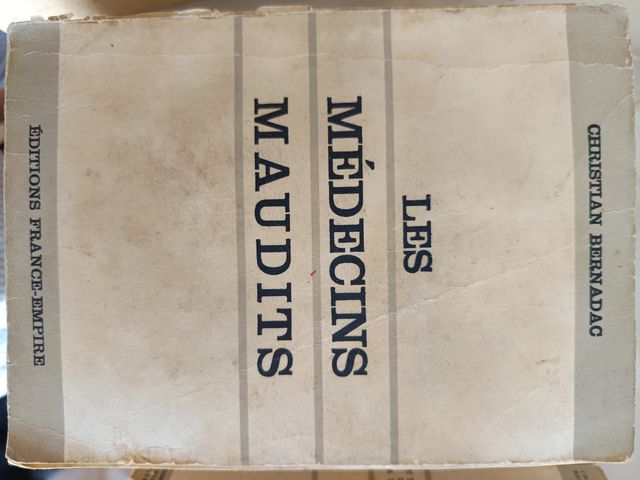 CHRISTIAN BERNADAC
LES
MÉDECINS
MAUDITS
ÉDITIONS FRANCE-EMPIRE